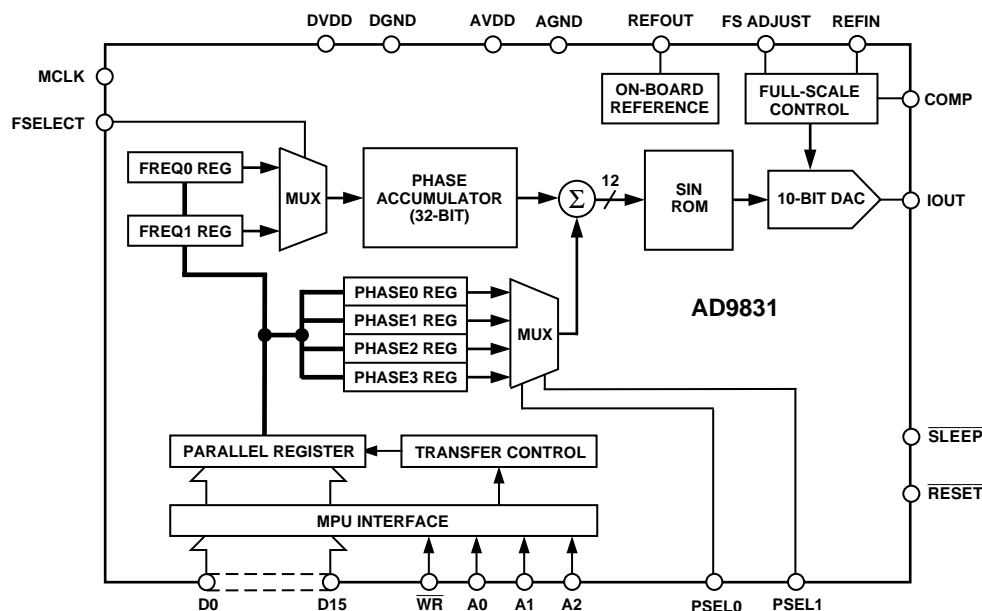 DVDD DGND AVDD AGND REFOUT FS ADJUST REFIN
MCLK
ON-BOARD
REFERENCE
FULL-SCALE
CONTROL
COMP
FSELECT
FREQ0 REG
MUX
PHASE
ACCUMULATOR
(32-BIT)
Σ
12
SIN
ROM
10-BIT DAC
IOUT
FREQ1 REG
PHASE0 REG
PHASE1 REG
PHASE2 REG
PHASE3 REG
MUX
AD9831
PARALLEL REGISTER
TRANSFER CONTROL
SLEEP
RESET
MPU INTERFACE
D0 D15 WR A0 A1 A2 PSEL0 PSEL1